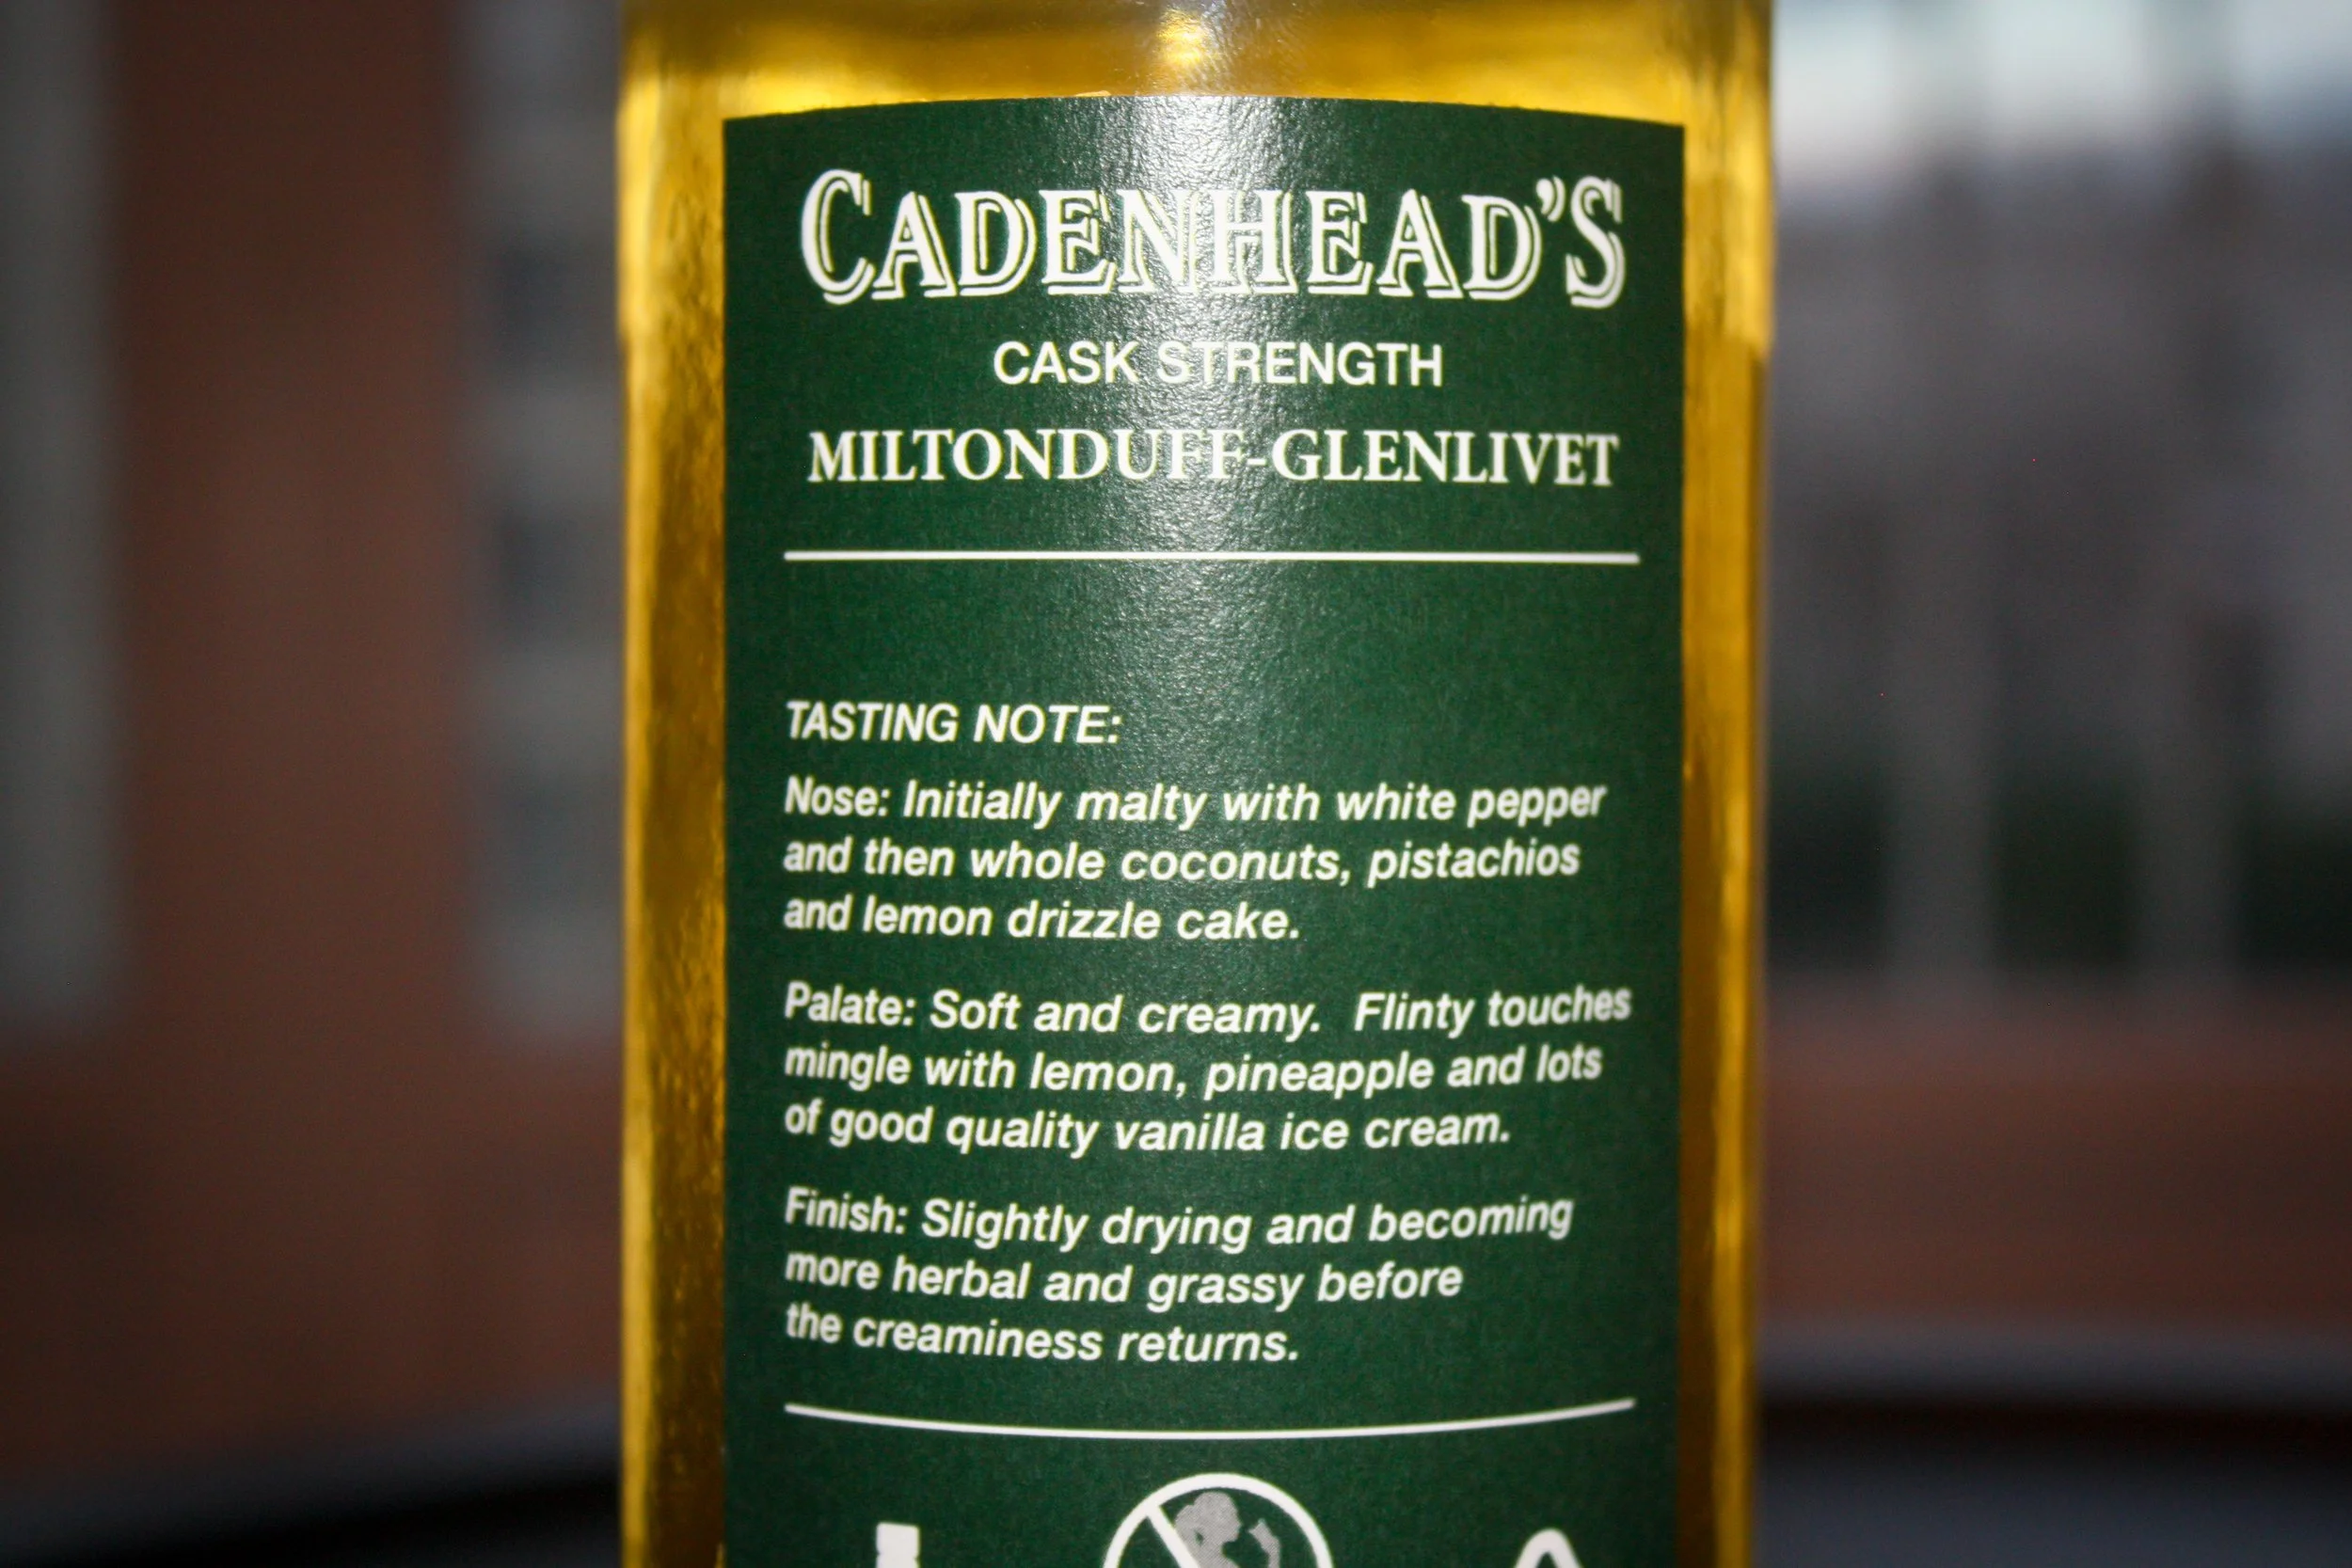 CADENHEAD'S
CASK STRENGTH
MILTONDUFF-GLENLIVET
TASTING NOTE:
Nose: Initially malty with white pepper
and then whole coconuts, pistachios
and lemon drizzle cake.
Palate: Soft and creamy. Flinty touches
mingle with lemon, pineapple and lots
of good quality vanilla ice cream.
Finish: Slightly drying and becoming
more herbal and grassy before
the creaminess returns.